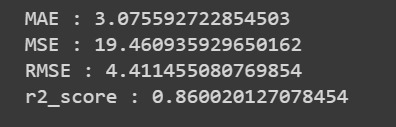 MAE : 3.075592722854503
MSE : 19.460935929650162
RMSE : 4.411455080769854
r2_score : 0.860020127078454